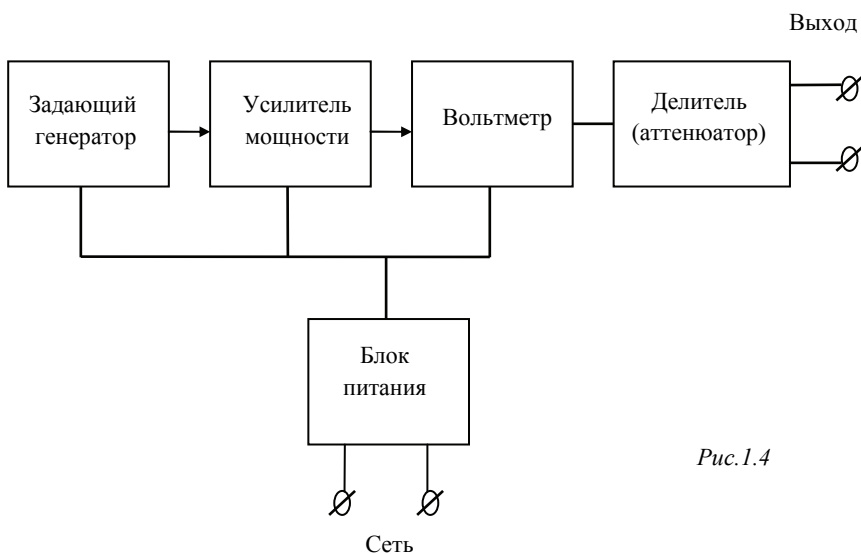 Выход
Задающий
генератор
Усилитель
мощности
Вольтметр
Делитель
(аттенюатор)
Блок
питания
Рис.1.4
Сеть